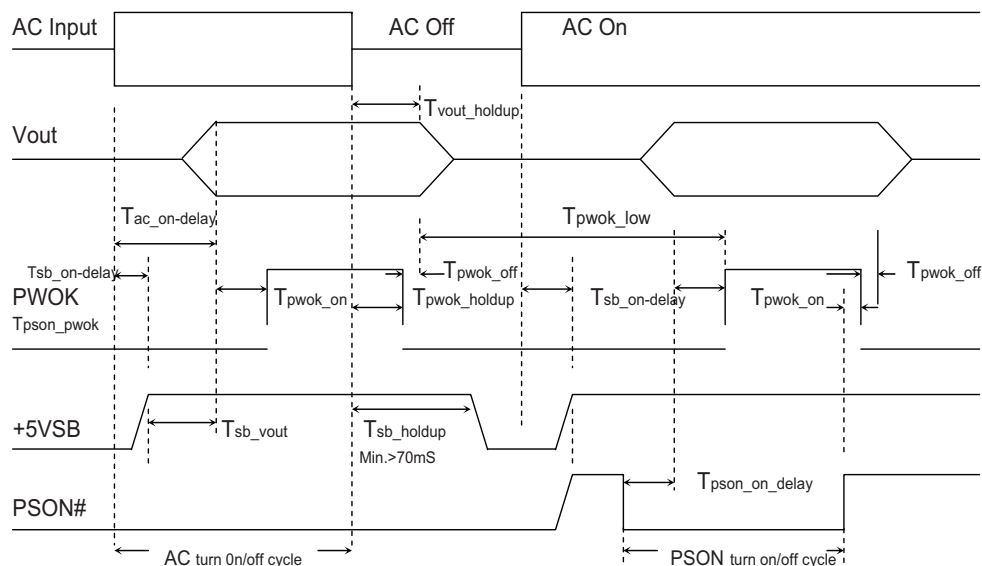 AC Input
AC Off
AC On
Tvout_holdup
Vout
Tac_on-delay
Tpwok_low
Tsb_on-delay
Tpwok_off
Tpwok_off
PWOK
Tpwok_on
Tpwok_holdup
Tsb_on-delay
Tpwok_on
Tpson_pwok
+5VSB
Tsb_vout
Tsb_holdup
Min.>70mS
PSON#
Tpson_on_delay
AC turn 0n/off cycle
PSON turn on/off cycle